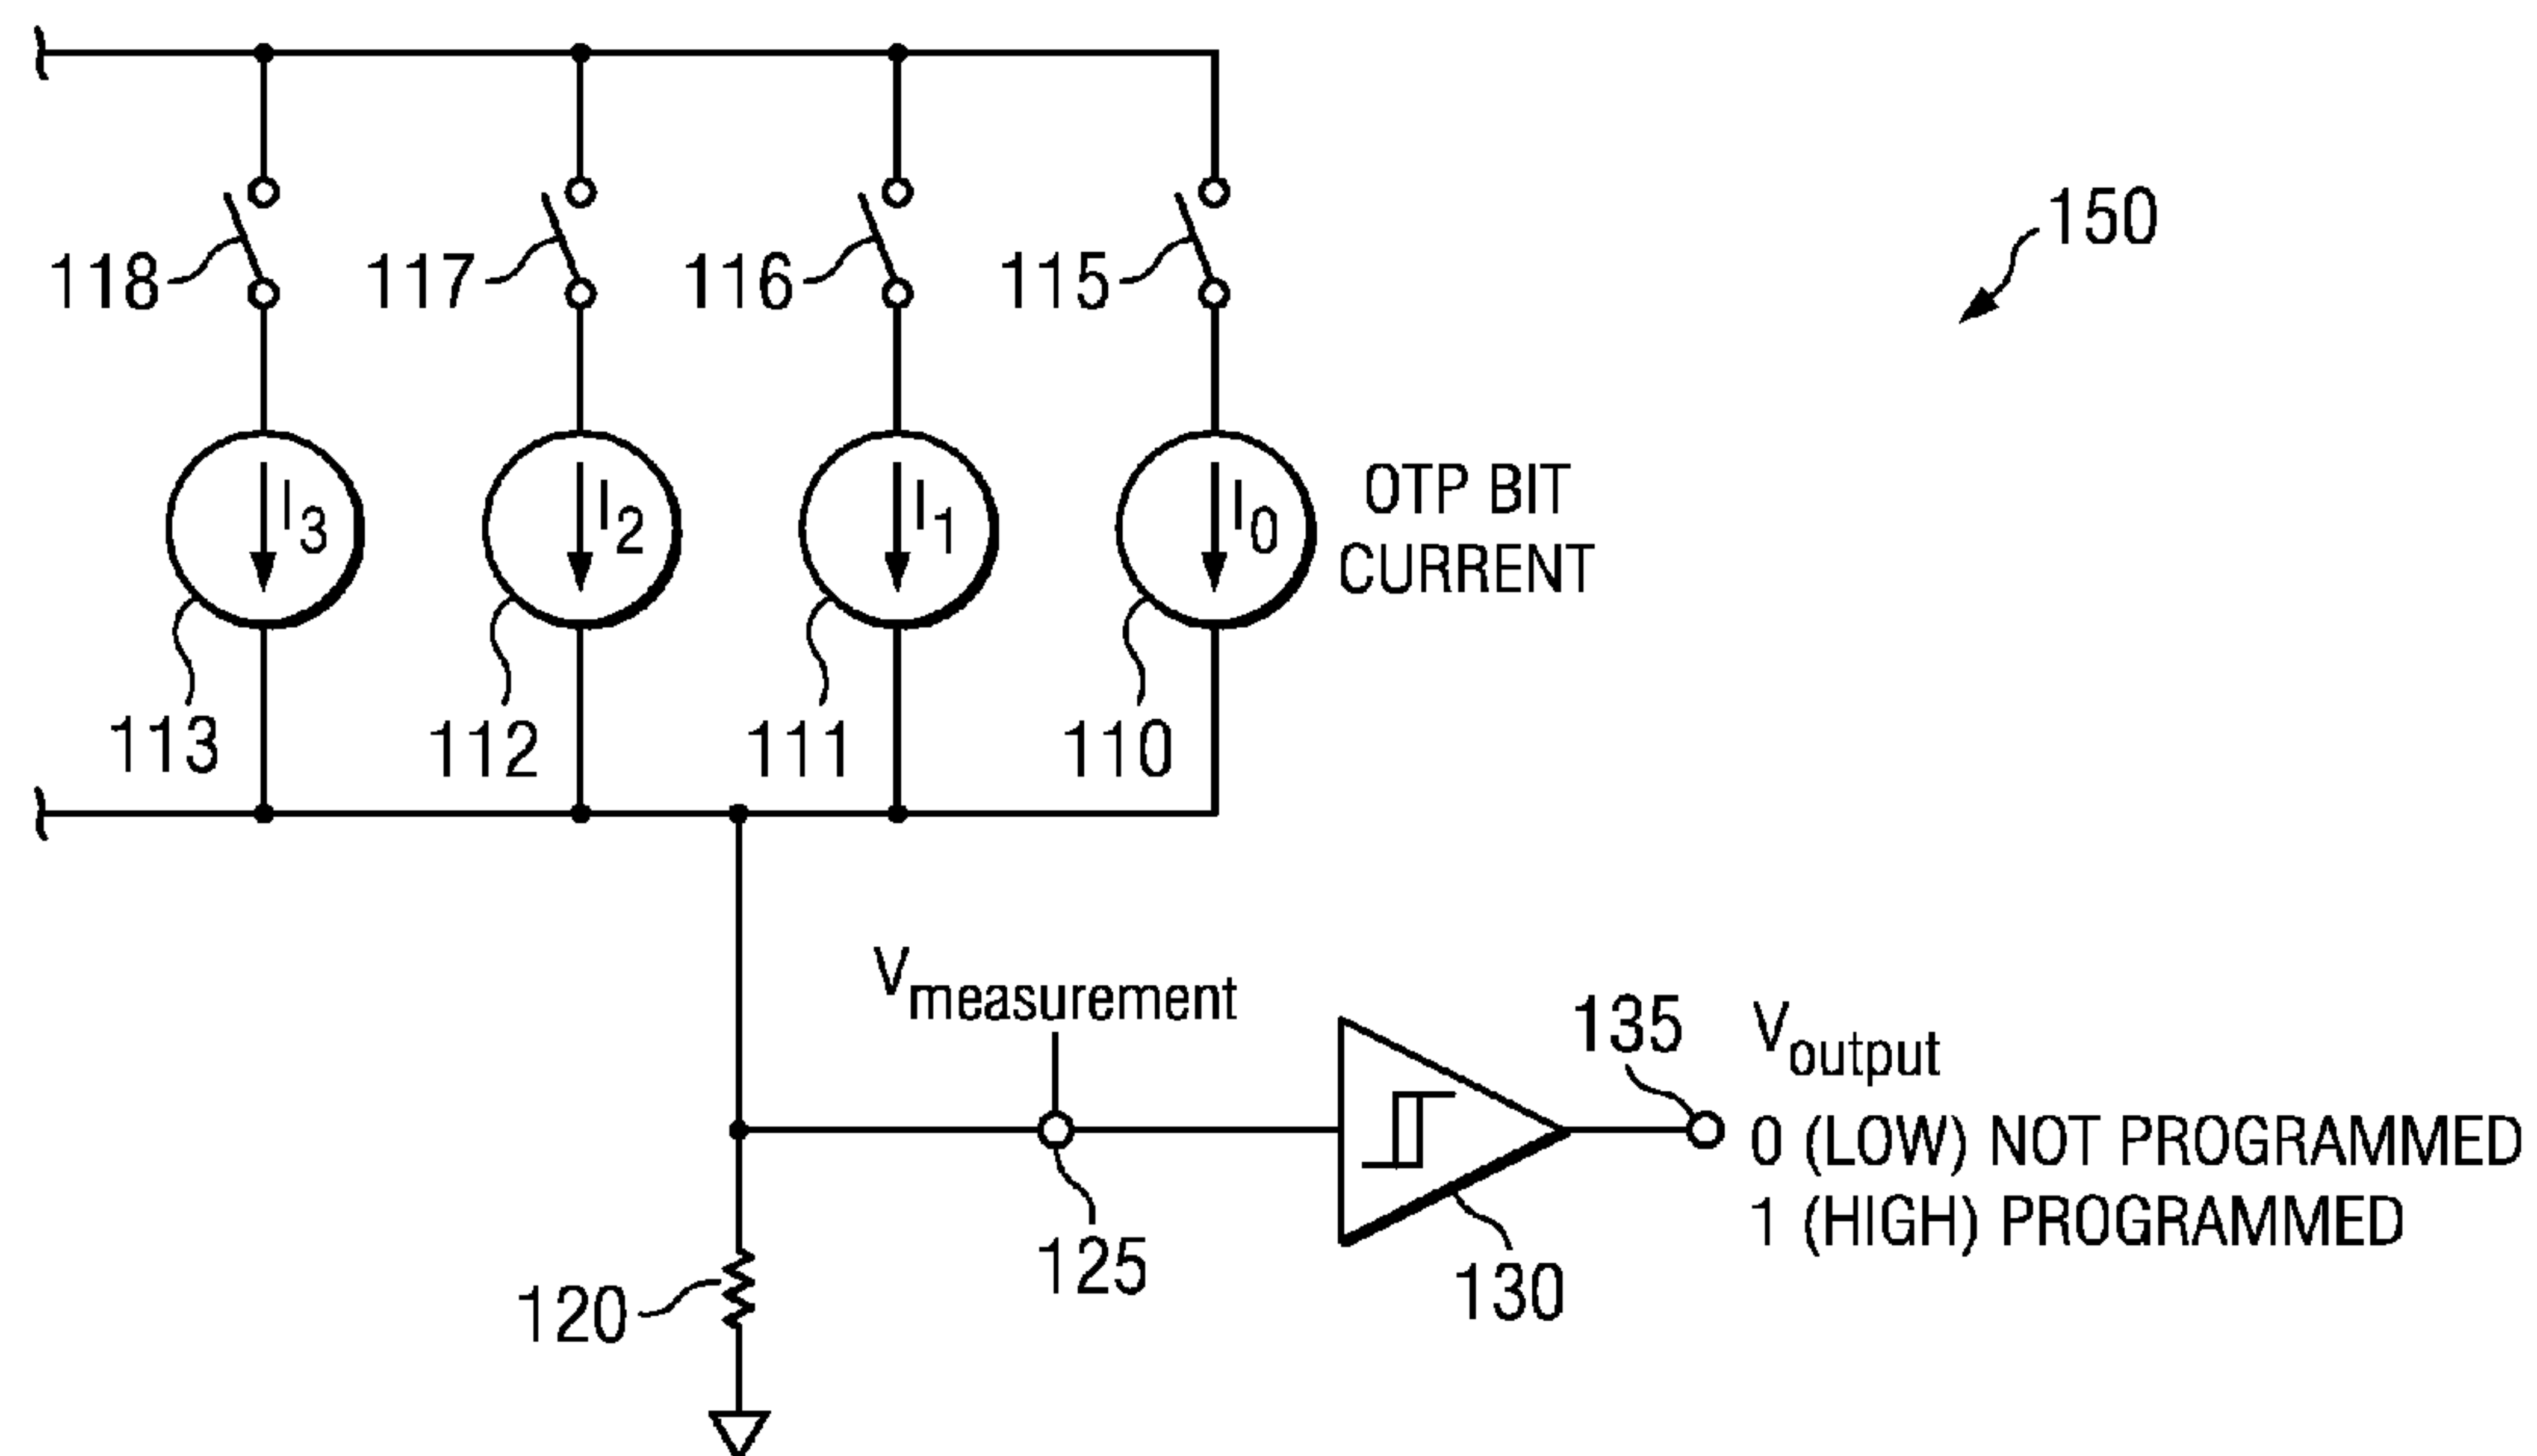 150
118
117
116
115
I3
I2
I1
I0
OTP BIT
CURRENT
113
112
111
110
Vmeasurement
135
Voutput
0 (LOW) NOT PROGRAMMED
1 (HIGH) PROGRAMMED
125
130
120